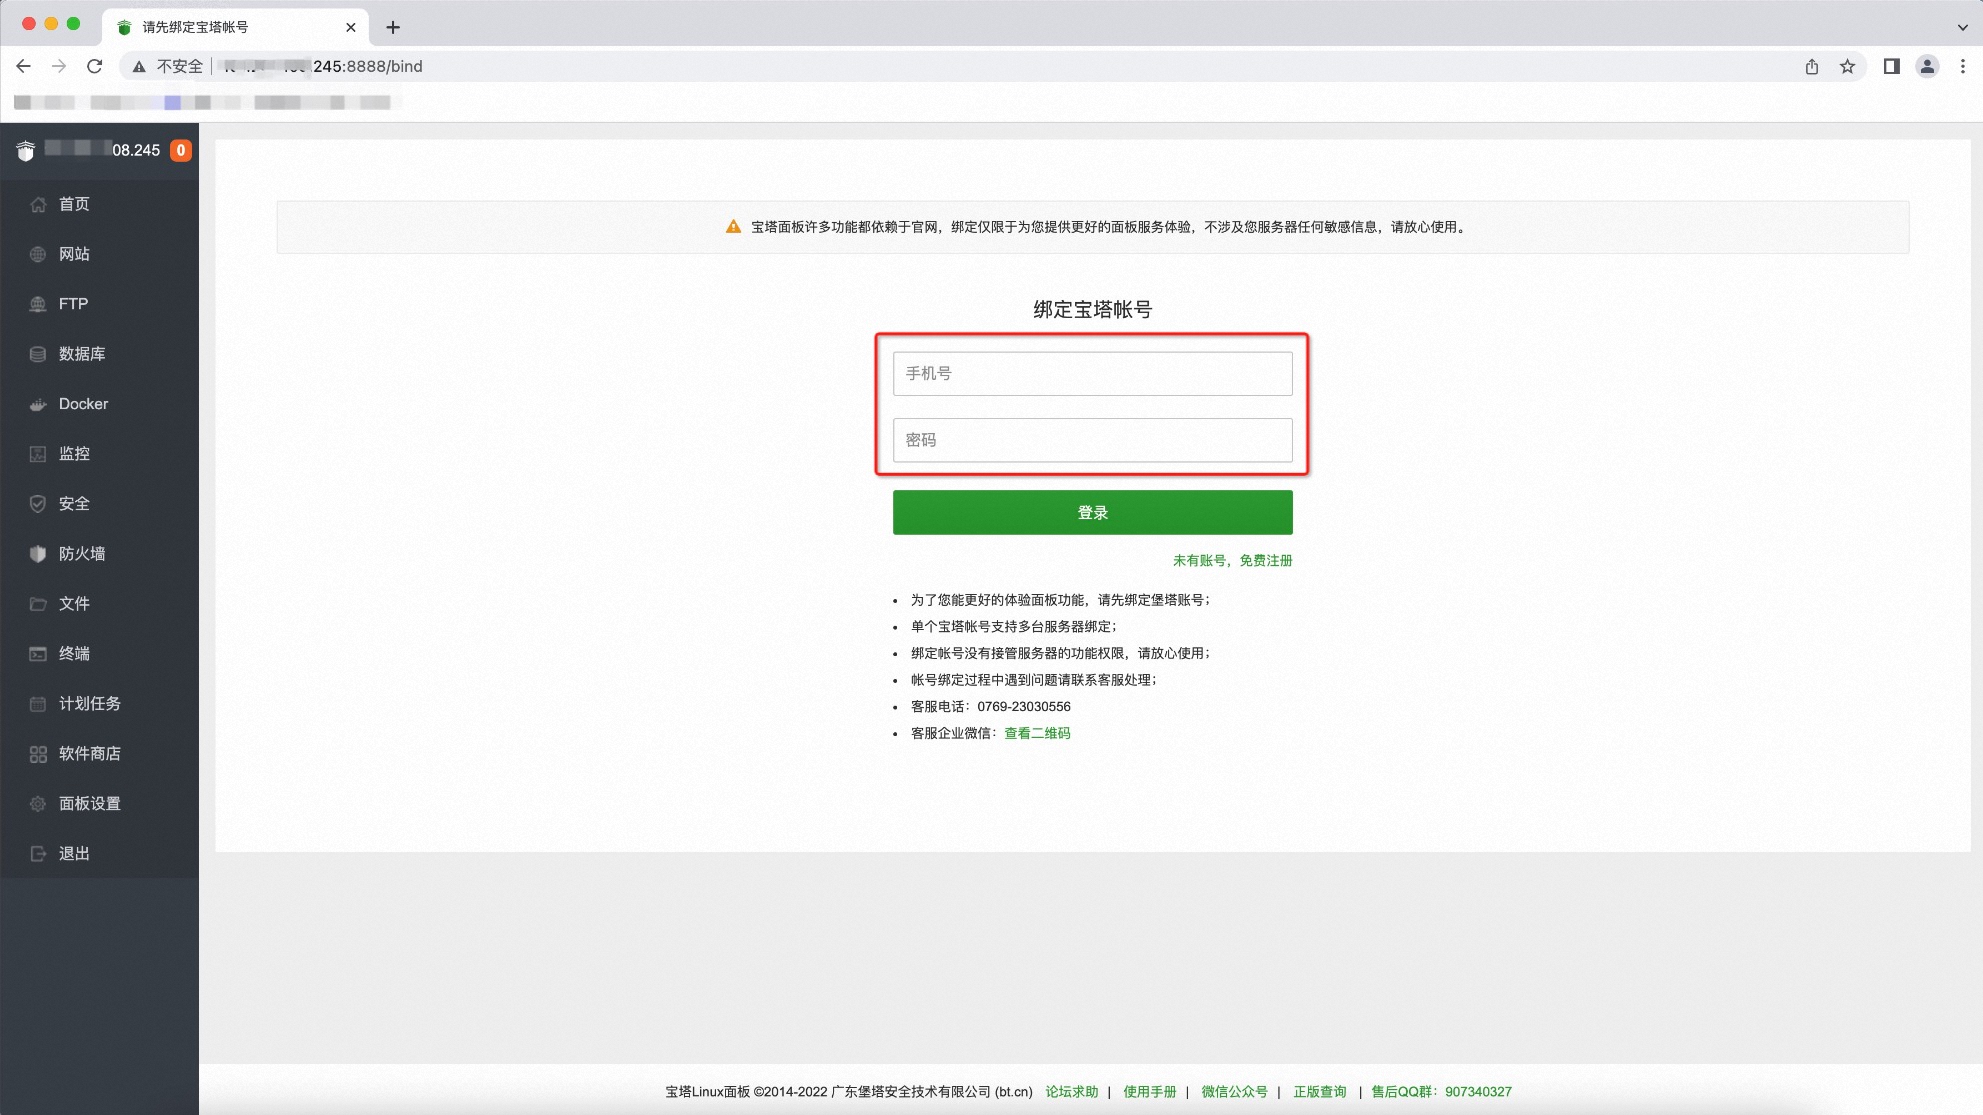 请先绑定宝塔帐号
不安全
245:8888/bind
08.245 0
首页
网站
FTP
数据库
Docker
监控
安全
防火墙
文件
终端
计划任务
软件商店
面板设置
退出
宝塔面板许多功能都依赖于官网，绑定仅限于为您提供更好的面板服务体验，不涉及您服务器任何敏感信息，请放心使用。
绑定宝塔帐号
手机号
密码
登录
未有账号，免费注册
• 为了您能更好的体验面板功能，请先绑定堡塔账号；
• 单个宝塔帐号支持多台服务器绑定；
• 绑定帐号没有接管服务器的功能权限，请放心使用；
• 帐号绑定过程中遇到问题请联系客服处理；
• 客服电话：0769-23030556
• 客服企业微信：查看二维码
宝塔Linux面板 ©2014-2022 广东堡塔安全技术有限公司 (bt.cn) 论坛求助 | 使用手册 | 微信公众号 | 正版查询 | 售后QQ群：907340327